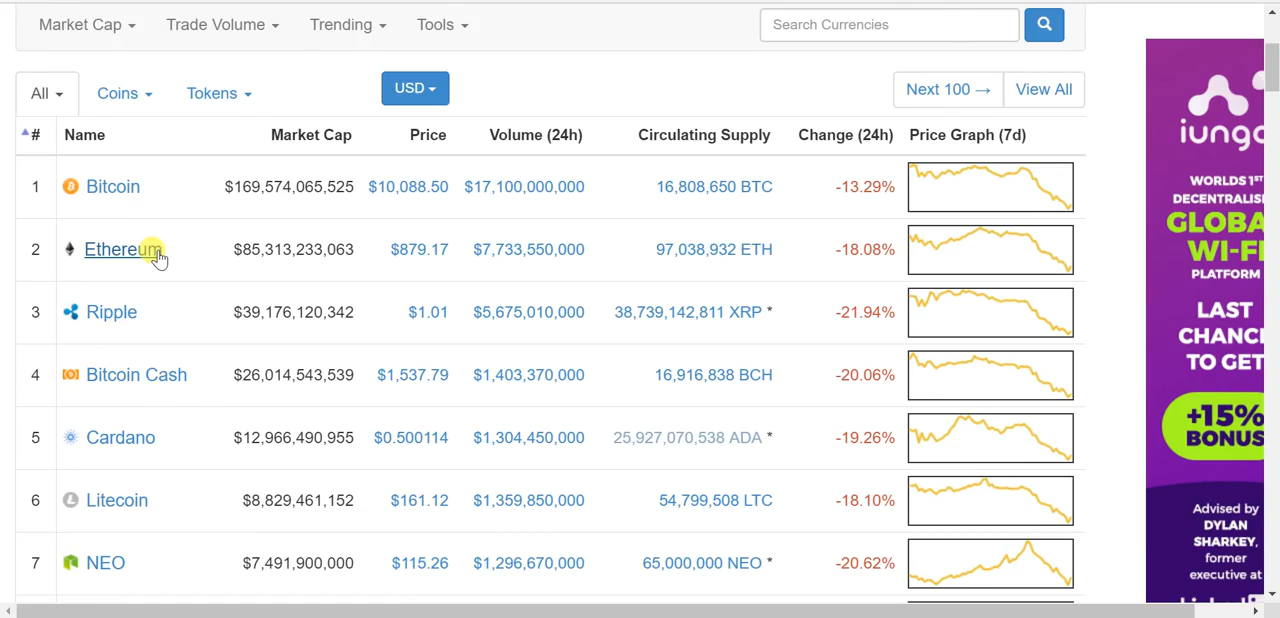 Market Cap Trade Volume Trending Tools Search Currencies
All Coins Tokens USD Next 100 → View All
# Name Market Cap Price Volume (24h) Circulating Supply Change (24h) Price Graph (7d)
1 Bitcoin $169,574,065,525 $10,088.50 $17,100,000,000 16,808,650 BTC -13.29%
2 Ethereum $85,313,233,063 $879.17 $7,733,550,000 97,038,932 ETH -18.08%
3 Ripple $39,176,120,342 $1.01 $5,675,010,000 38,739,142,811 XRP * -21.94%
4 Bitcoin Cash $26,014,543,539 $1,537.79 $1,403,370,000 16,916,838 BCH -20.06%
5 Cardano $12,966,490,955 $0.500114 $1,304,450,000 25,927,070,538 ADA * -19.26%
6 Litecoin $8,829,461,152 $161.12 $1,359,850,000 54,799,508 LTC -18.10%
7 NEO $7,491,900,000 $115.26 $1,296,670,000 65,000,000 NEO * -20.62%
iungo
WORLDS 1ST
DECENTRALIS
GLOBA
WI-FI
PLATFORM
LAST
CHANC
TO GET
+15%
BONUS
Advised by
DYLAN
SHARKEY,
former
executive at